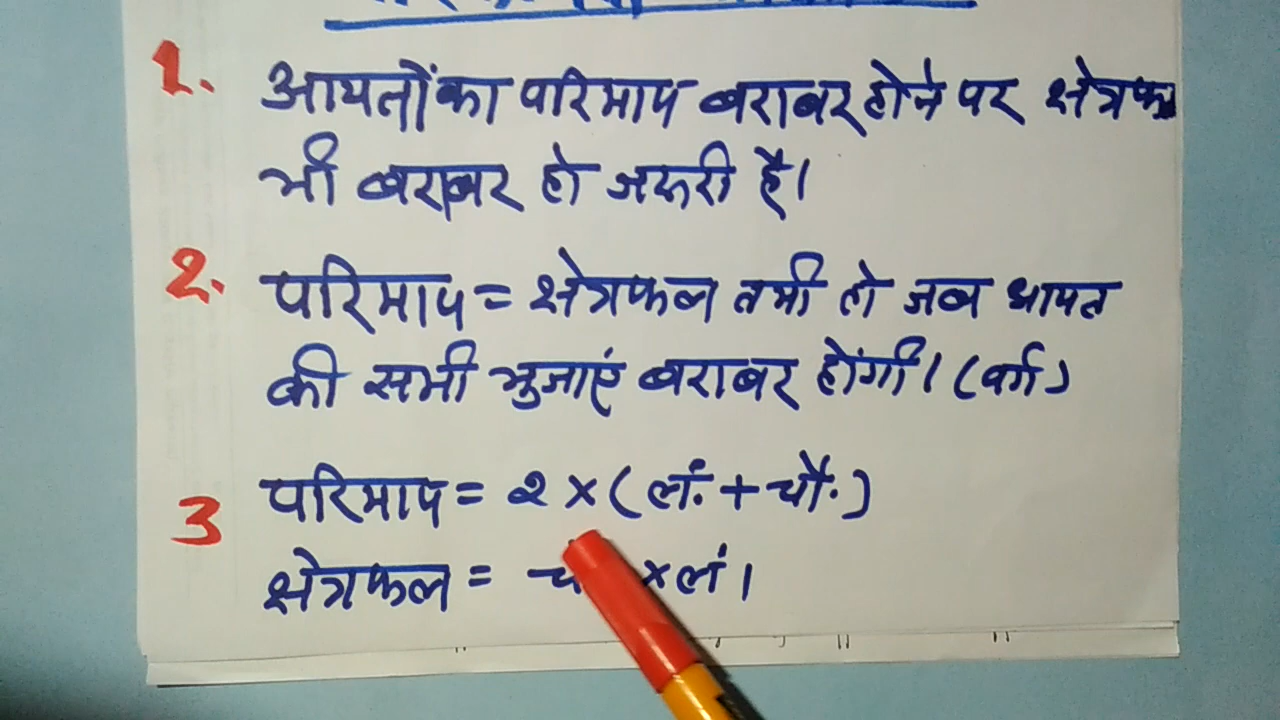 1. आयतों का परिमाप बराबर होने पर क्षेत्रफल
भी बराबर हो जरूरी है।
2. परिमाप = क्षेत्रफल तभी हो जब आयत
की सभी भुजाएं बराबर होंगी। (वर्ग)
3 परिमाप = 2 × (लं. + चौ.)
क्षेत्रफल = × लं।